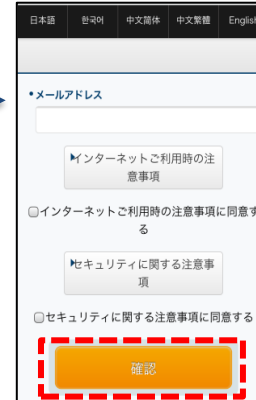 日本語 한국어 中文简体 中文繁體 English
・メールアドレス
インターネットご利用時の注
意事項
インターネットご利用時の注意事項に同意す
る
セキュリティに関する注意事
項
セキュリティに関する注意事項に同意する
確認